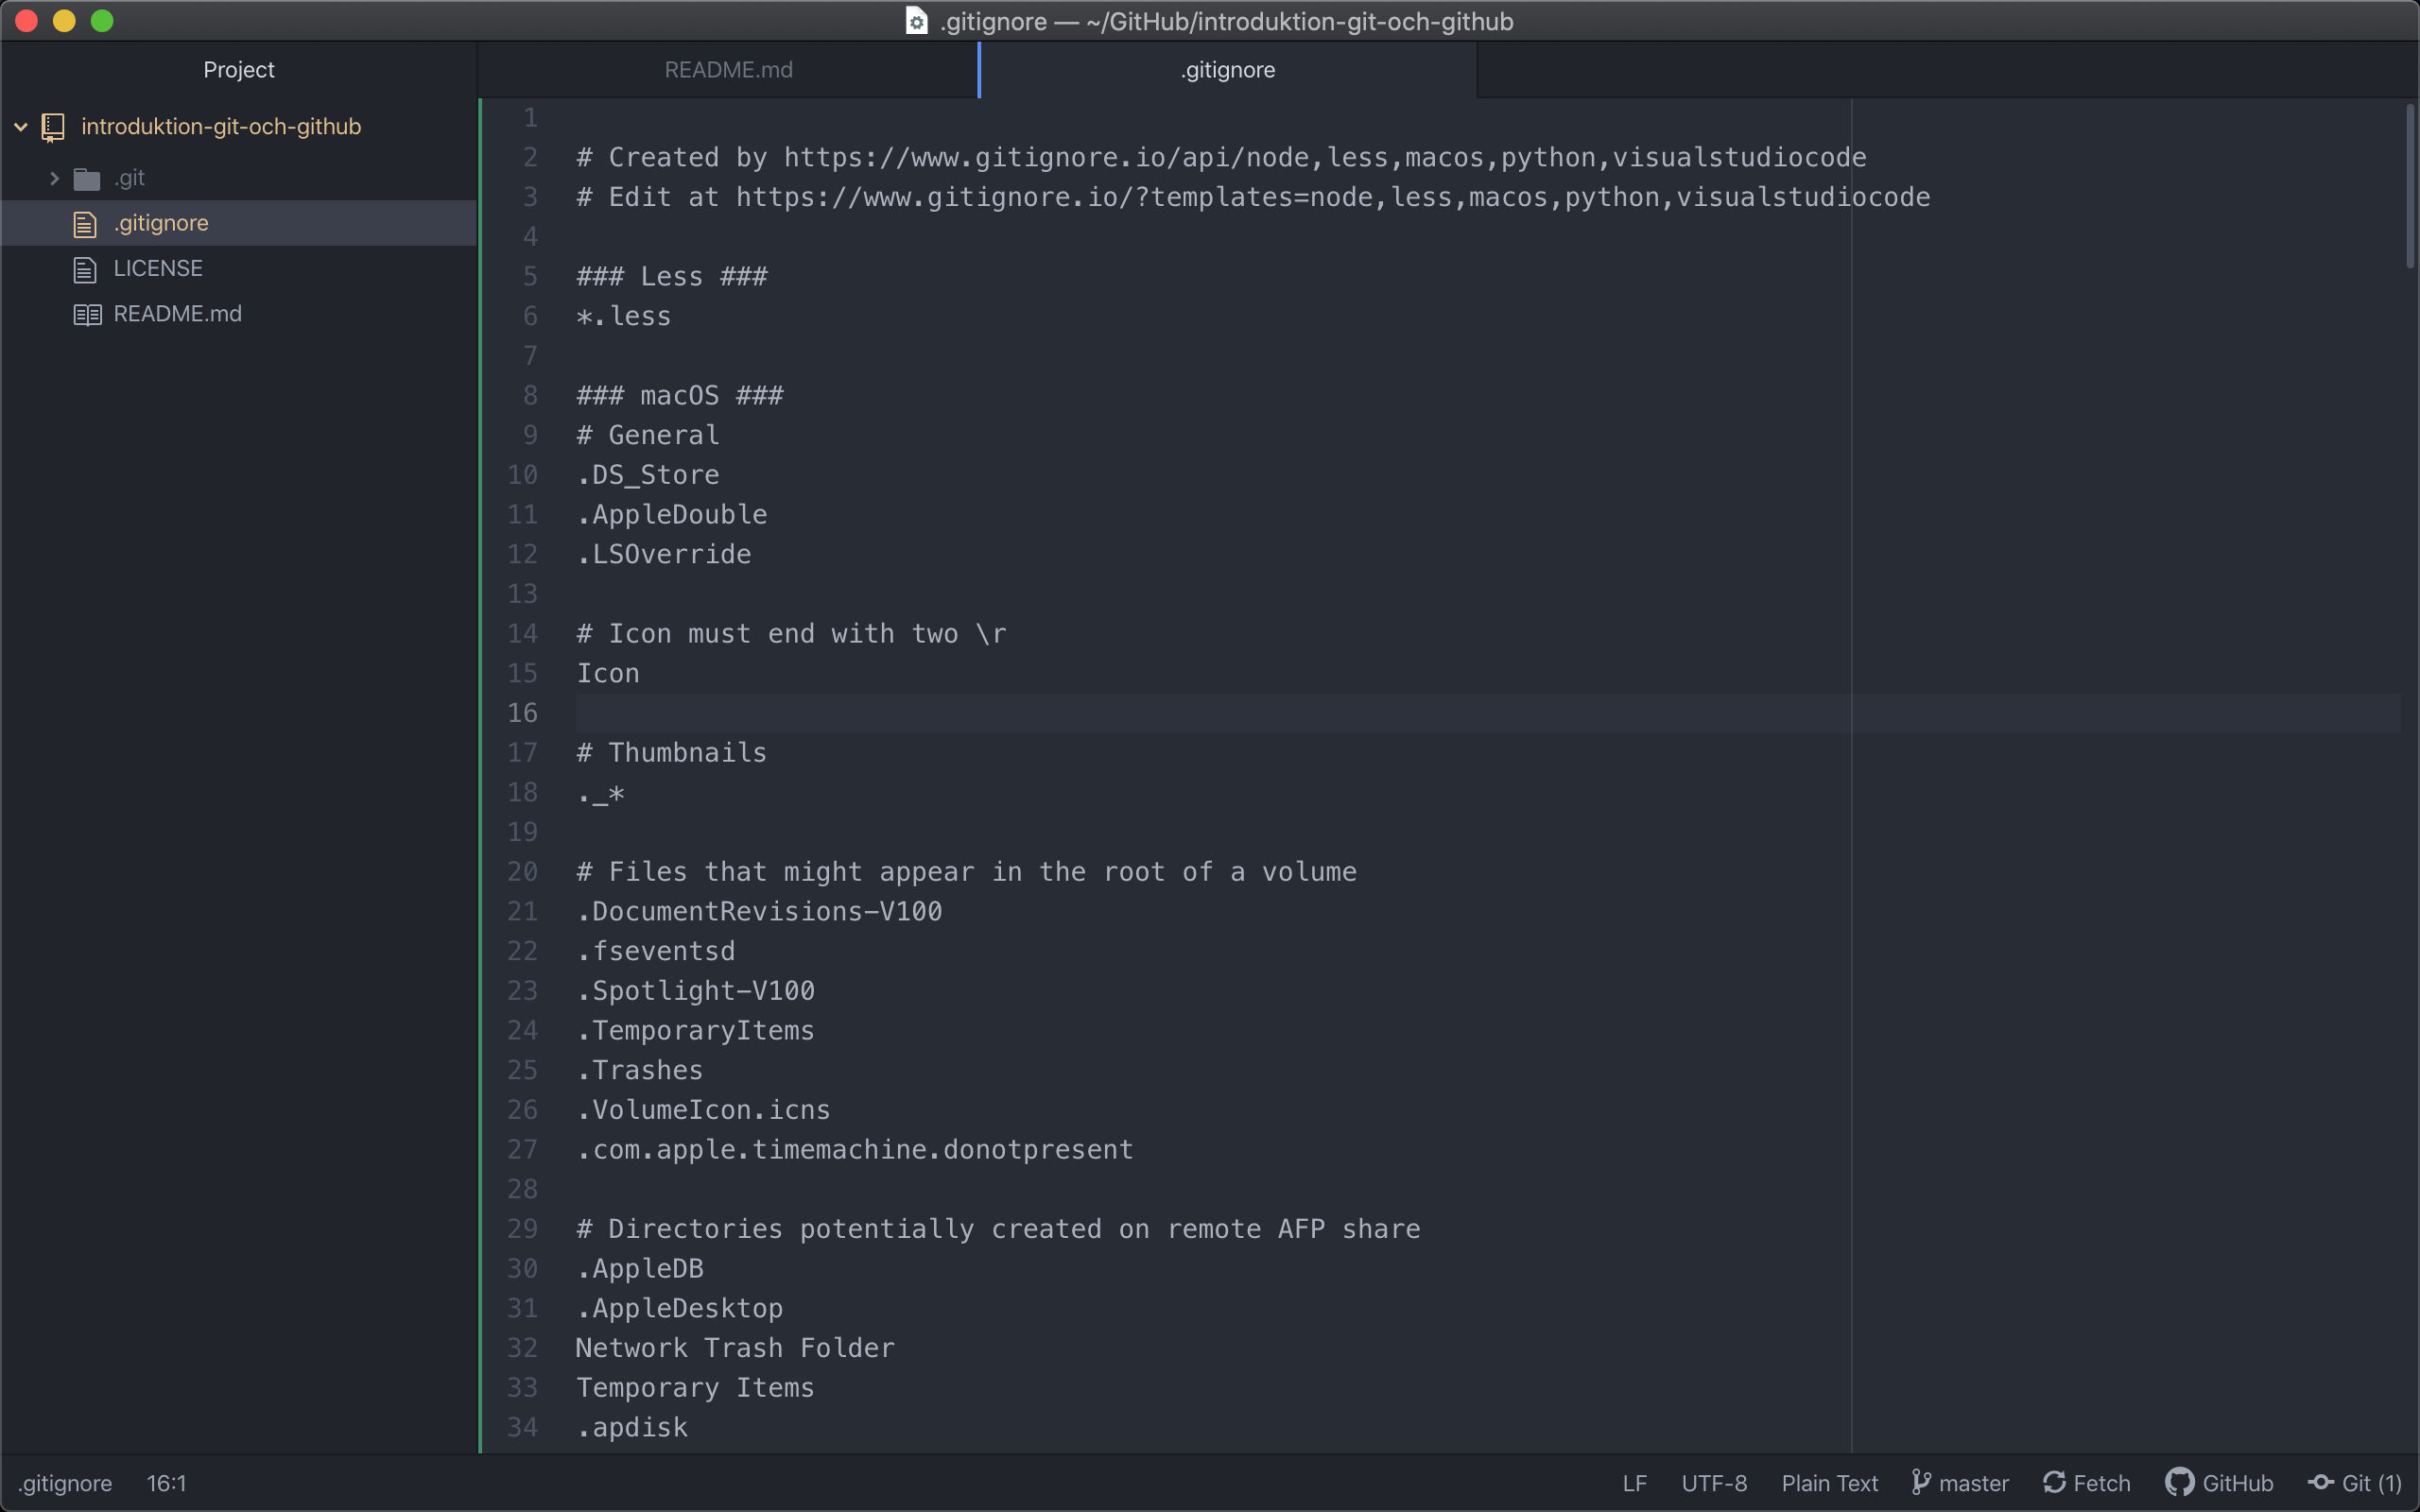 .gitignore — ~/GitHub/introduktion-git-och-github
Project
README.md
.gitignore
introduktion-git-och-github
.git
.gitignore
LICENSE
README.md
1
2 # Created by https://www.gitignore.io/api/node,less,macos,python,visualstudiocode
3 # Edit at https://www.gitignore.io/?templates=node,less,macos,python,visualstudiocode
4
5 ### Less ###
6 *.less
7
8 ### macOS ###
9 # General
10 .DS_Store
11 .AppleDouble
12 .LSOverride
13
14 # Icon must end with two \r
15 Icon
16
17 # Thumbnails
18 ._*
19
20 # Files that might appear in the root of a volume
21 .DocumentRevisions-V100
22 .fseventsd
23 .Spotlight-V100
24 .TemporaryItems
25 .Trashes
26 .VolumeIcon.icns
27 .com.apple.timemachine.donotpresent
28
29 # Directories potentially created on remote AFP share
30 .AppleDB
31 .AppleDesktop
32 Network Trash Folder
33 Temporary Items
34 .apdisk
.gitignore 16:1 LF UTF-8 Plain Text master Fetch GitHub Git (1)